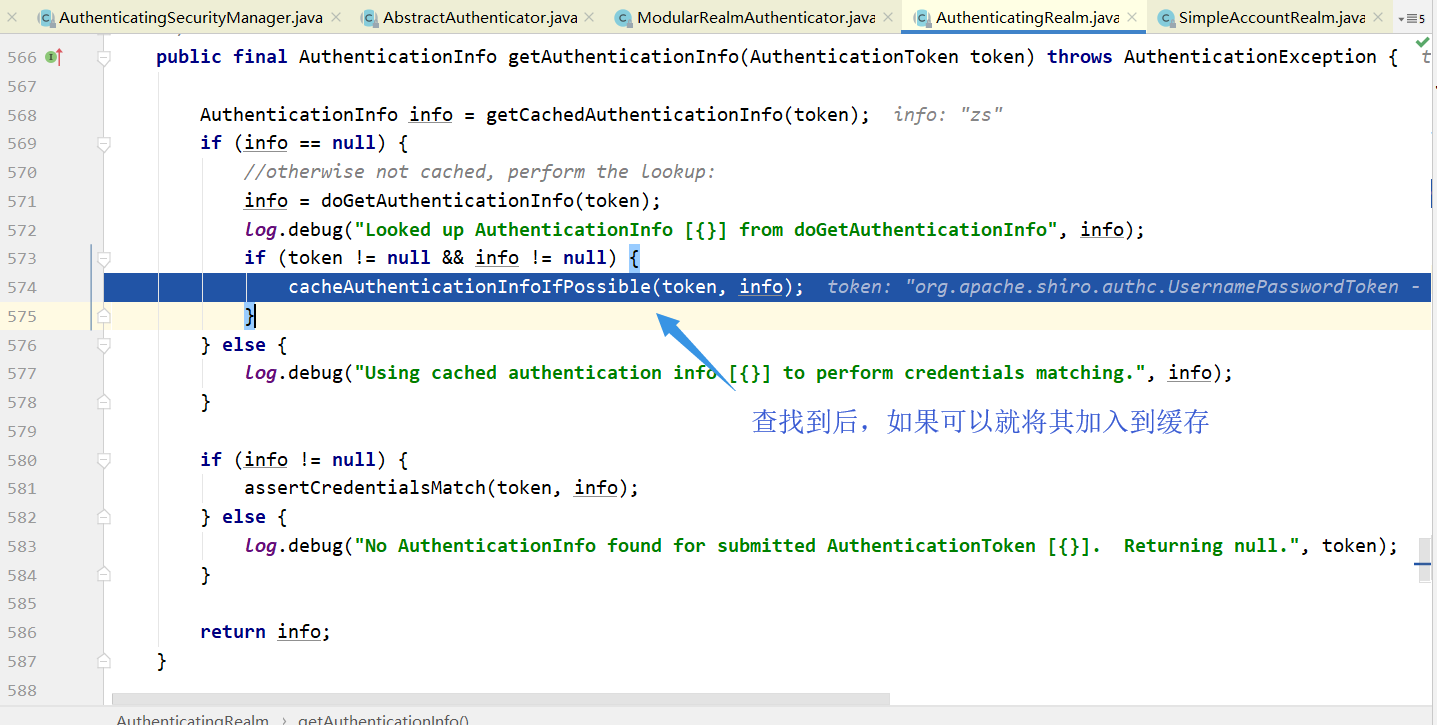 AuthenticatingSecurityManager.java AbstractAuthenticator.java ModularRealmAuthenticator.java AuthenticatingRealm.java SimpleAccountRealm.java 5
566 public final AuthenticationInfo getAuthenticationInfo(AuthenticationToken token) throws AuthenticationException { t
567
568 AuthenticationInfo info = getCachedAuthenticationInfo(token); info: "zs"
569 if (info == null) {
570 //otherwise not cached, perform the lookup:
571 info = doGetAuthenticationInfo(token);
572 log.debug("Looked up AuthenticationInfo [{}] from doGetAuthenticationInfo", info);
573 if (token != null && info != null) {
574 cacheAuthenticationInfoIfPossible(token, info); token: "org.apache.shiro.authc.UsernamePasswordToken -
575 }
576 } else {
577 log.debug("Using cached authentication info [{}] to perform credentials matching.", info);
578 }
查找到后，如果可以就将其加入到缓存
579
580 if (info != null) {
581 assertCredentialsMatch(token, info);
582 } else {
583 log.debug("No AuthenticationInfo found for submitted AuthenticationToken [{}].  Returning null.", token);
584 }
585
586 return info;
587 }
588
AuthenticatingRealm › getAuthenticationInfo()